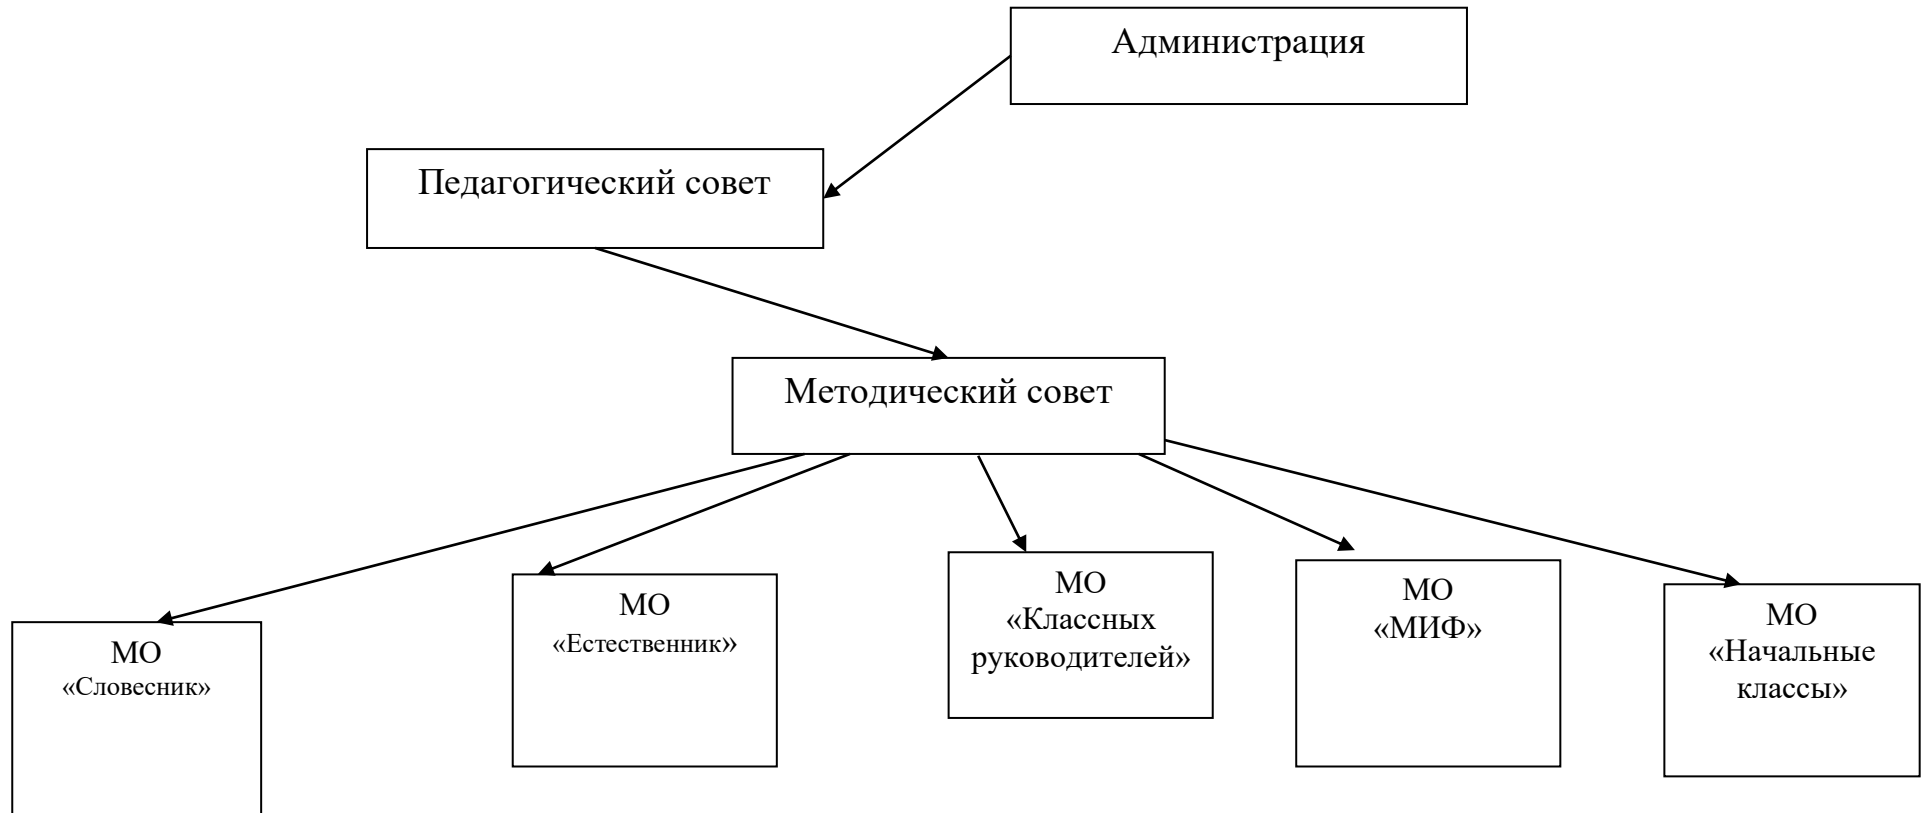 Администрация
Педагогический совет
Методический совет
МО
«Словесник»
МО
«Естественник»
МО
«Классных
руководителей»
МО
«МИФ»
МО
«Начальные
классы»